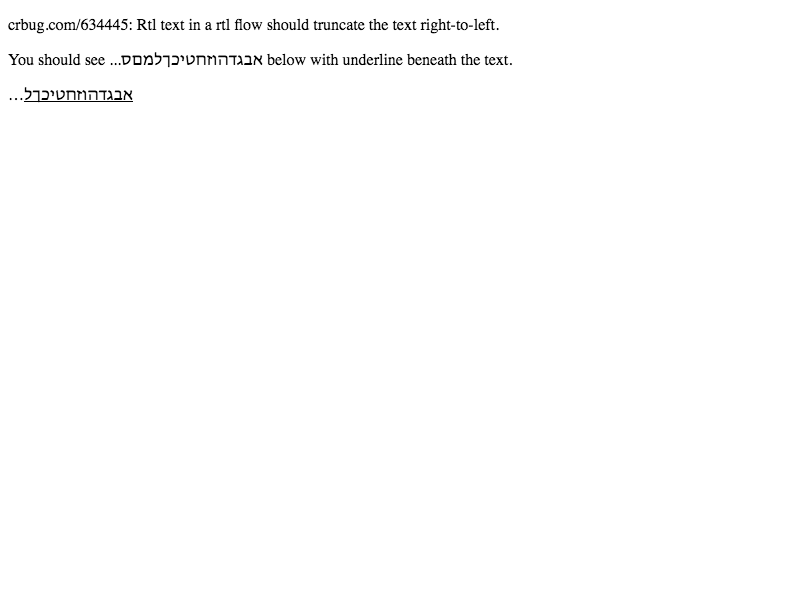 crbug.com/634445: Rtl text in a rtl flow should truncate the text right-to-left.
You should see אבגדהוזחטיכךלמםס... below with underline beneath the text.
אבגדהוזחטיכךל…